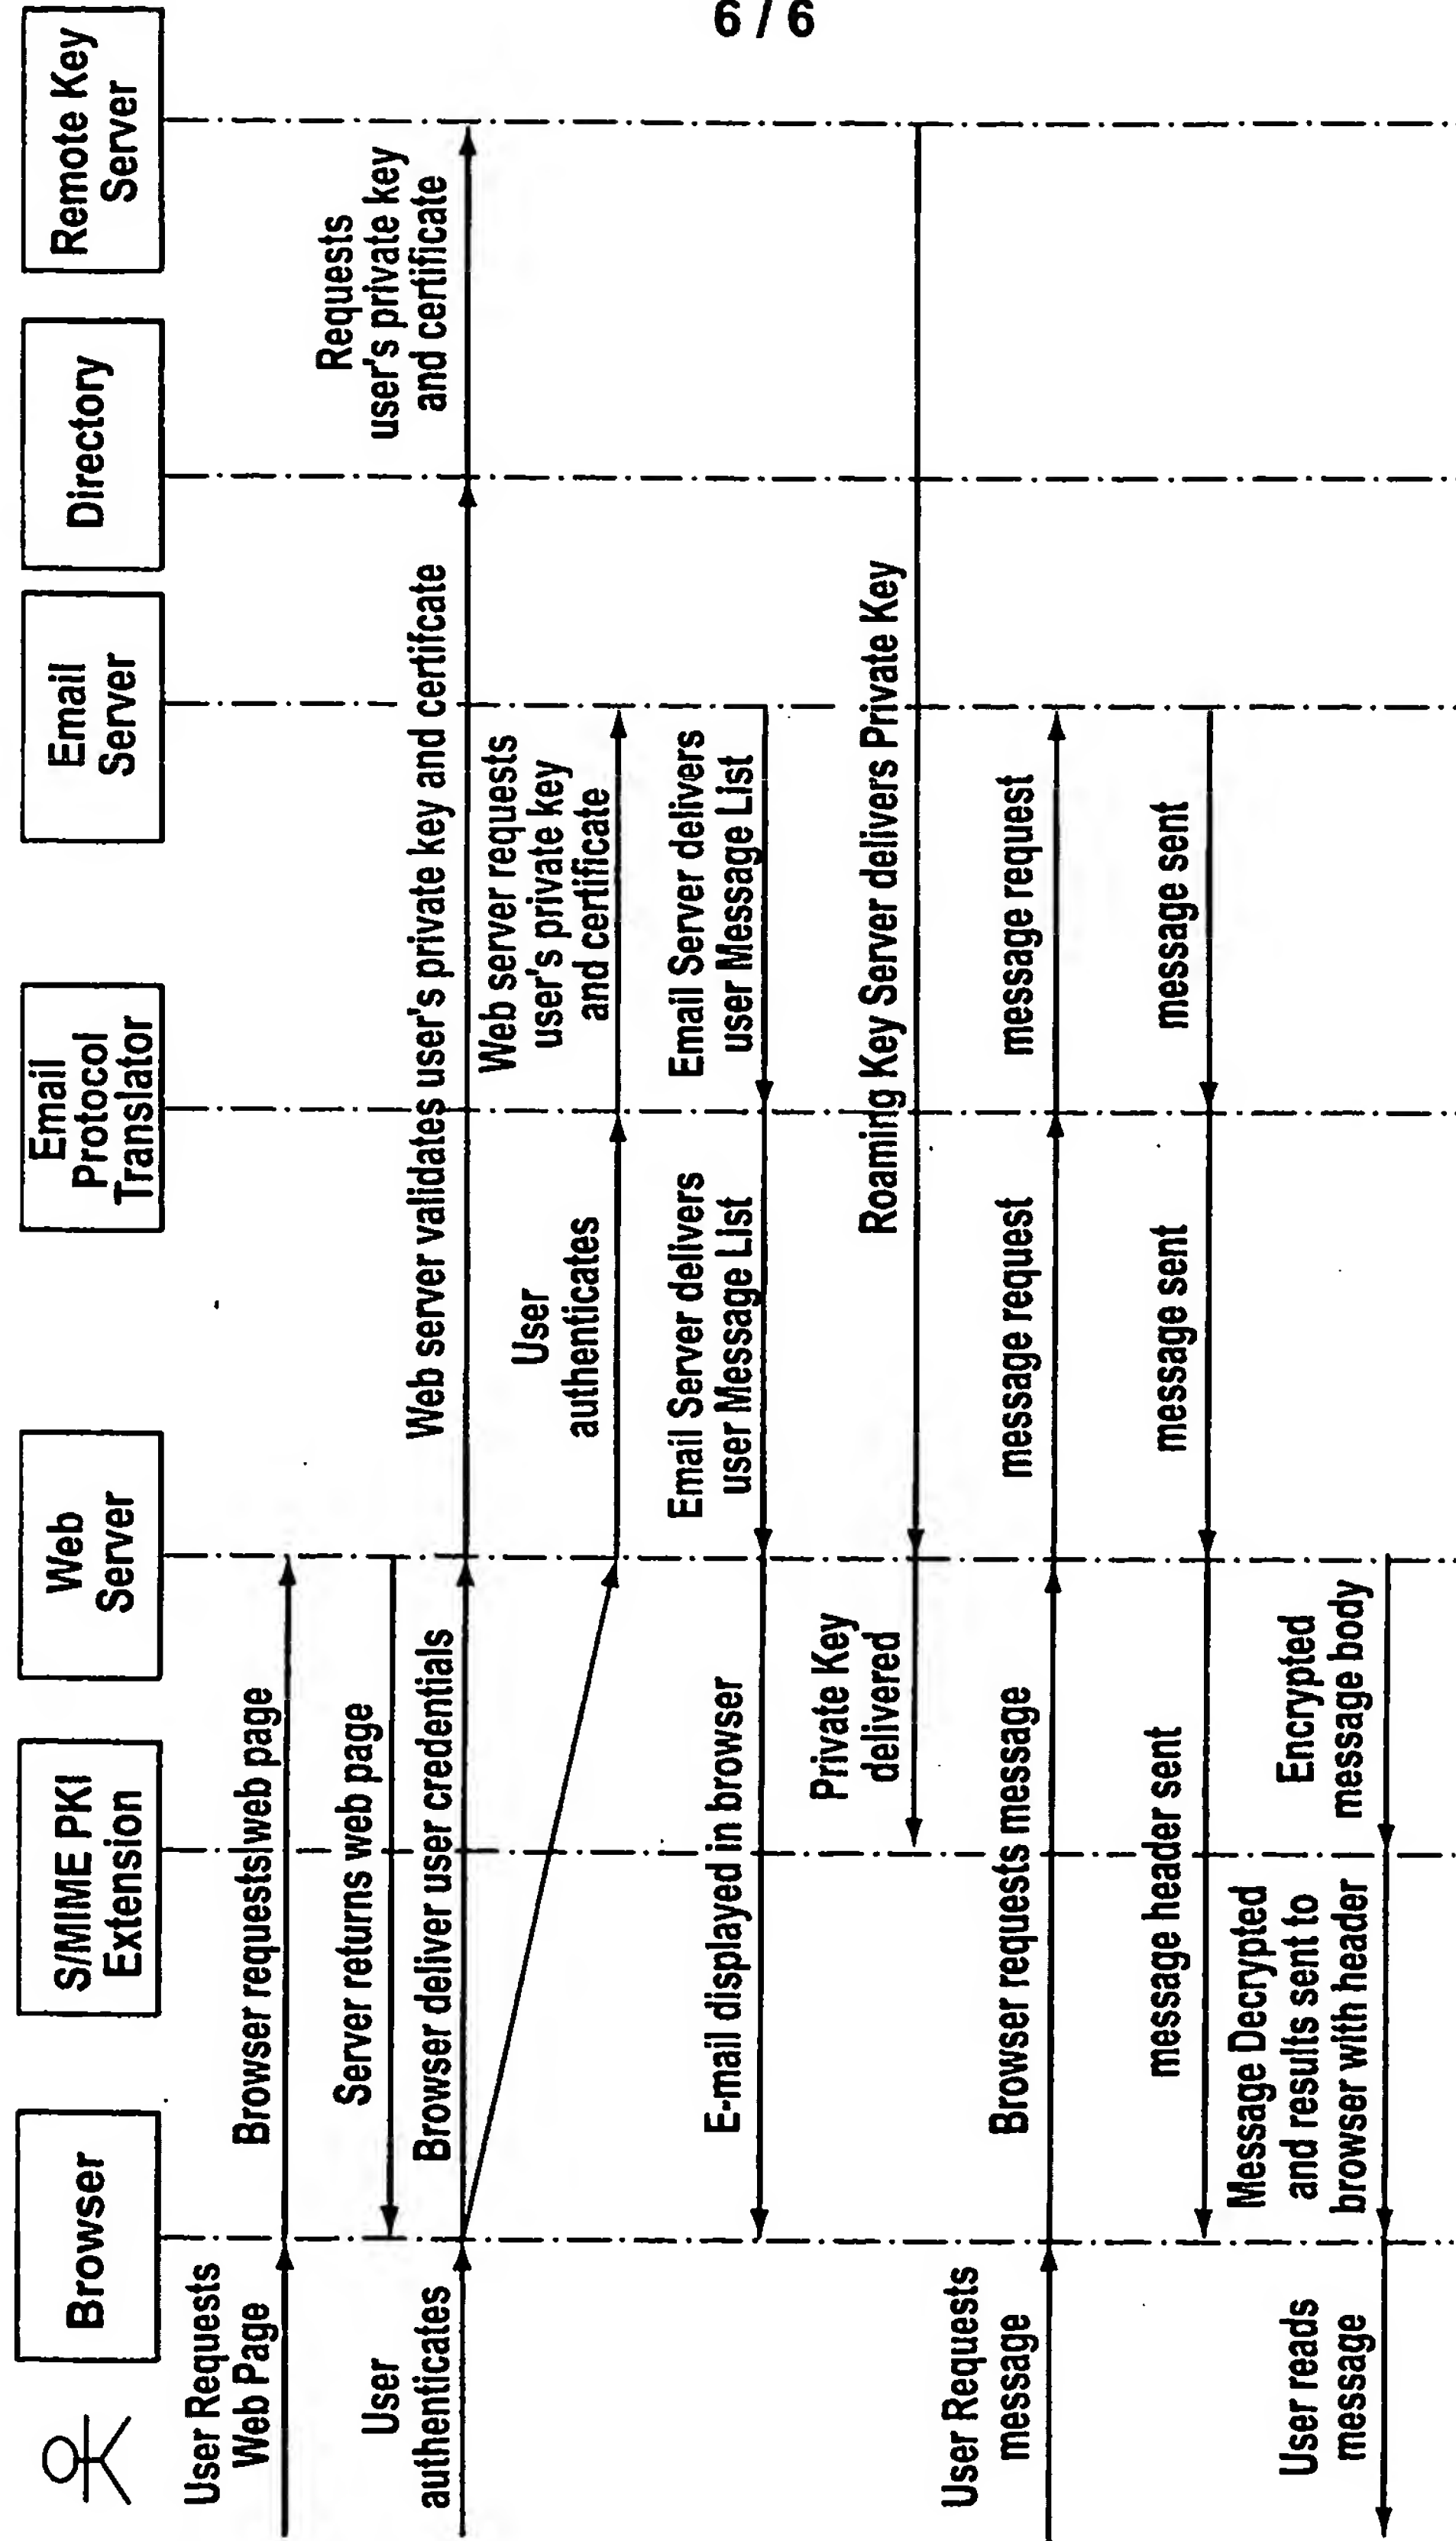 6 / 6
Browser
S/MIME PKI
Extension
Web
Server
Email
Protocol
Translator
Email
Server
Directory
Remote Key
Server
User Requests
Web Page
Browser requests web page
Server returns web page
User
authenticates
Browser deliver user credentials
Web server validates user's private key and certifcate
Requests
user's private key
and certificate
User
authenticates
Web server requests
user's private key
and certificate
Email Server delivers
user Message List
Email Server delivers
user Message List
E-mail displayed in browser
Roaming Key Server delivers Private Key
Private Key
delivered
User Requests
message
Browser requests message
message request
message request
message sent
message sent
message header sent
Encrypted
message body
Message Decrypted
and results sent to
browser with header
User reads
message